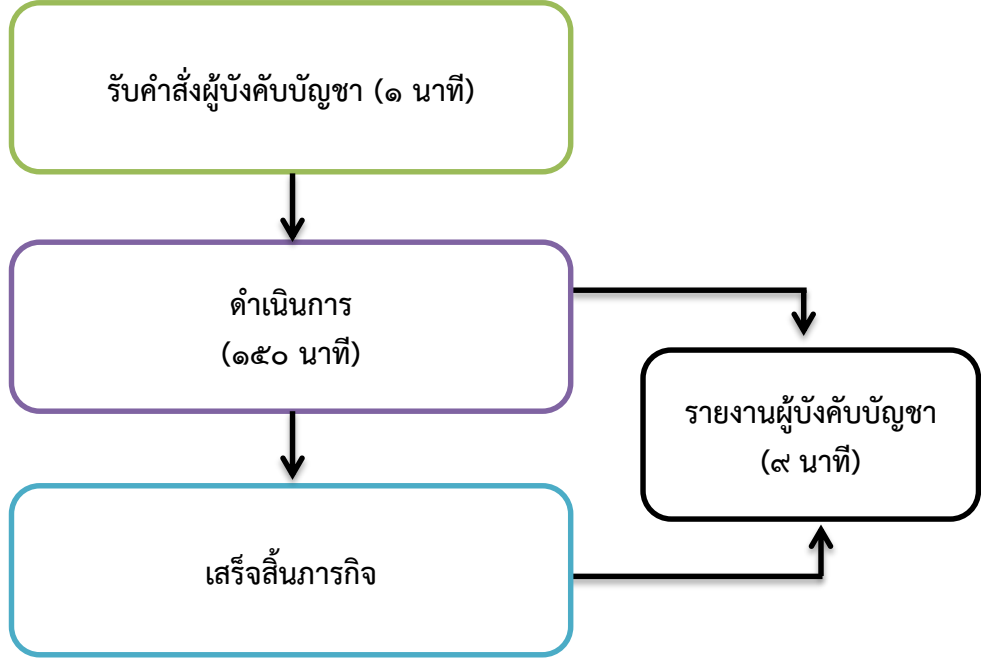 รับคำสั่งผู้บังคับบัญชา (๑ นาที)
ดำเนินการ
(๑๕๐ นาที)
รายงานผู้บังคับบัญชา
(๙ นาที)
เสร็จสิ้นภารกิจ